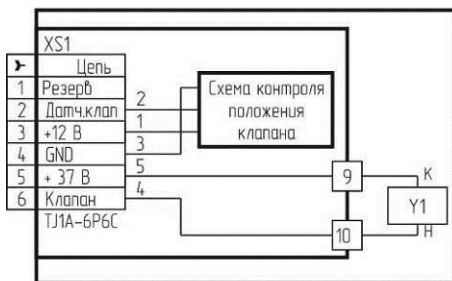 XS1
Цепь
1 Резерв
2 Датч.клап
3 +12 В
4 GND
5 + 37 В
6 Клапан
TJ1A-6P6C
2
1
3
5
4
Схема контроля
положения
клапана
9
10
К
Y1
Н